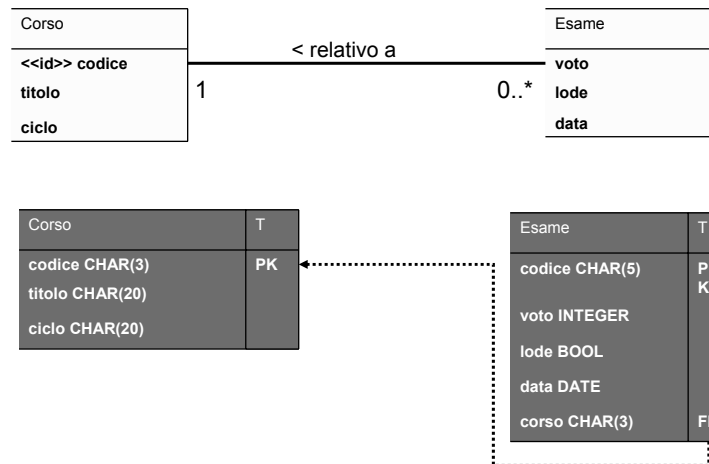 Corso
<<id>> codice
titolo
ciclo
< relativo a
1
0..*
Esame
voto
lode
data
Corso T
codice CHAR(3) PK
titolo CHAR(20)
ciclo CHAR(20)
Esame T
codice CHAR(5) P
K
voto INTEGER
lode BOOL
data DATE
corso CHAR(3)